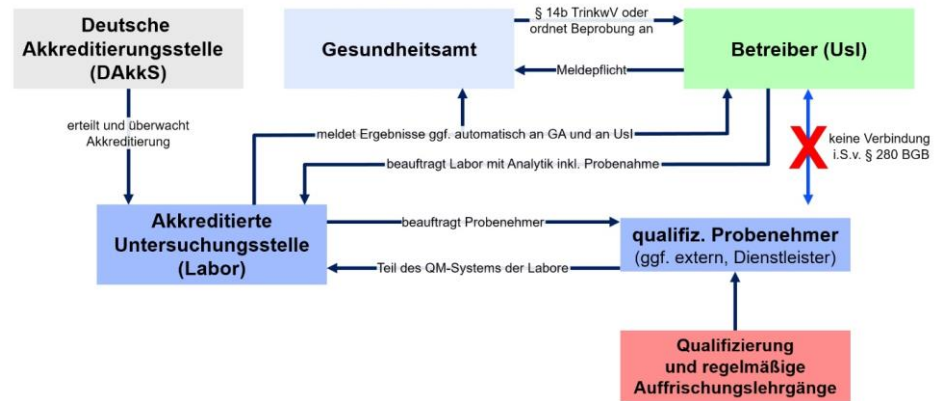 Deutsche
Akkreditierungsstelle
(DAkkS)
Gesundheitsamt
§ 14b TrinkwV oder
ordnet Beprobung an
Meldepflicht
Betreiber (UsI)
erteilt und überwacht
Akkreditierung
meldet Ergebnisse ggf. automatisch an GA und an UsI
beauftragt Labor mit Analytik inkl. Probenahme
keine Verbindung
i.S.v. § 280 BGB
Akkreditierte
Untersuchungsstelle
(Labor)
beauftragt Probenehmer
Teil des QM-Systems der Labore
qualifiz. Probenehmer
(ggf. extern, Dienstleister)
Qualifizierung
und regelmäßige
Auffrischungslehrgänge